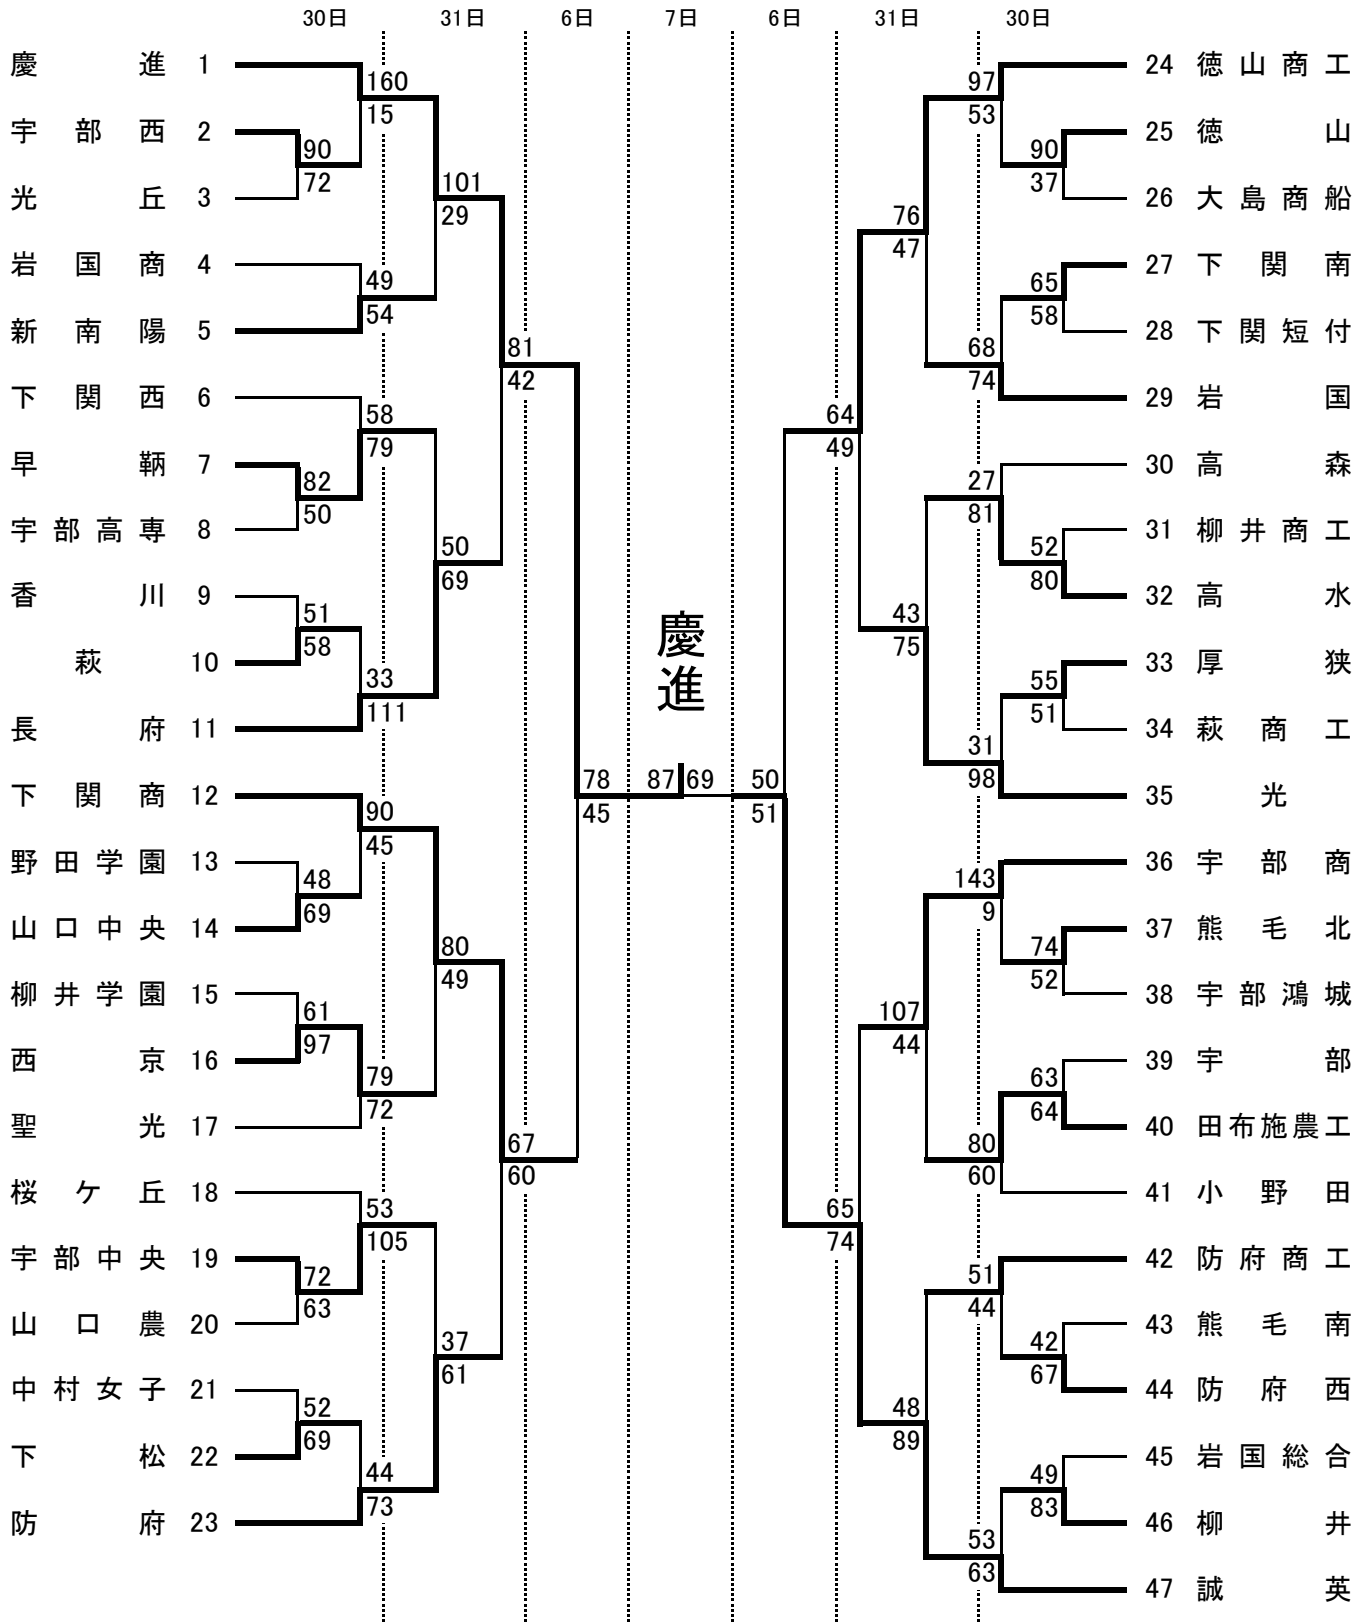 30日 31日 6日 7日 6日 31日 30日
慶進 1
宇部西 2
光丘 3
岩国商 4
新南陽 5
下関西 6
早鞆 7
宇部高専 8
香川 9
萩 10
長府 11
下関商 12
野田学園 13
山口中央 14
柳井学園 15
西京 16
聖光 17
桜ケ丘 18
宇部中央 19
山口農 20
中村女子 21
下松 22
防府 23
90
72
82
50
51
58
48
69
61
97
72
63
52
69
160
15
49
54
58
79
33
111
90
45
79
72
53
105
44
73
101
29
50
69
80
49
37
61
81
42
67
60
78
45
慶進
87 69
50
51
64
49
65
74
76
47
43
75
107
44
48
89
97
53
68
74
27
81
31
98
143
9
80
60
51
44
53
63
90
37
65
58
52
80
55
51
74
52
63
64
42
67
49
83
24 徳山商工
25 徳山
26 大島商船
27 下関南
28 下関短付
29 岩国
30 高森
31 柳井商工
32 高水
33 厚狭
34 萩商工
35 光
36 宇部商
37 熊毛北
38 宇部鴻城
39 宇部
40 田布施農工
41 小野田
42 防府商工
43 熊毛南
44 防府西
45 岩国総合
46 柳井
47 誠英